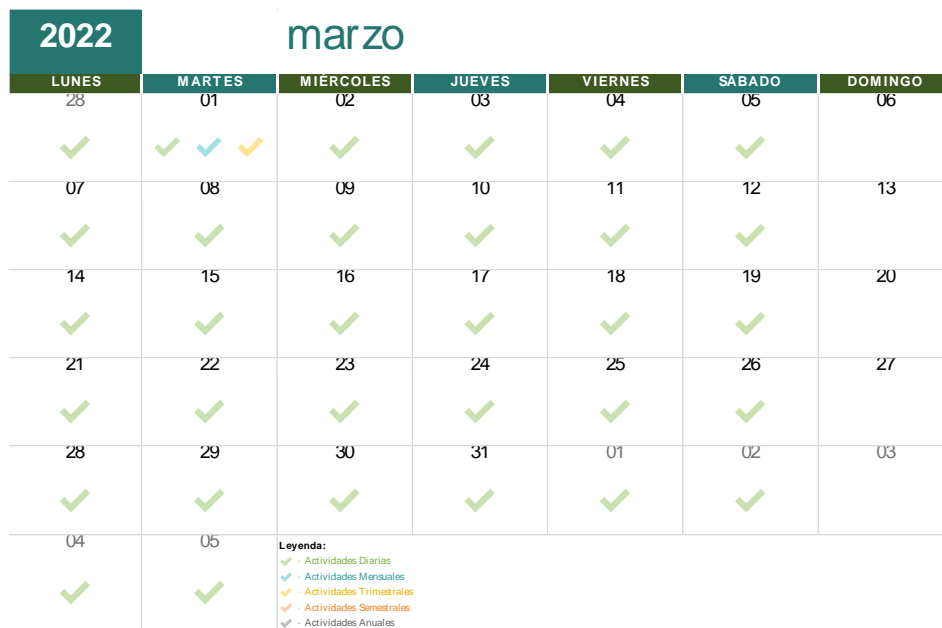 2022 marzo
LUNES MARTES MIÉRCOLES JUEVES VIERNES SÁBADO DOMINGO
28 01 02 03 04 05 06
07 08 09 10 11 12 13
14 15 16 17 18 19 20
21 22 23 24 25 26 27
28 29 30 31 01 02 03
04 05
Leyenda:
- Actividades Diarias
- Actividades Mensuales
- Actividades Trimestrales
- Actividades Semestrales
- Actividades Anuales